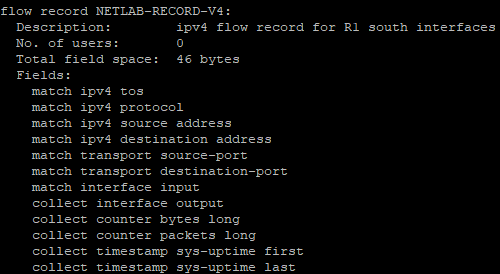 flow record NETLAB-RECORD-V4:
  Description:        ipv4 flow record for R1 south interfaces
  No. of users:       0
  Total field space:  46 bytes
  Fields:
    match ipv4 tos
    match ipv4 protocol
    match ipv4 source address
    match ipv4 destination address
    match transport source-port
    match transport destination-port
    match interface input
    collect interface output
    collect counter bytes long
    collect counter packets long
    collect timestamp sys-uptime first
    collect timestamp sys-uptime last